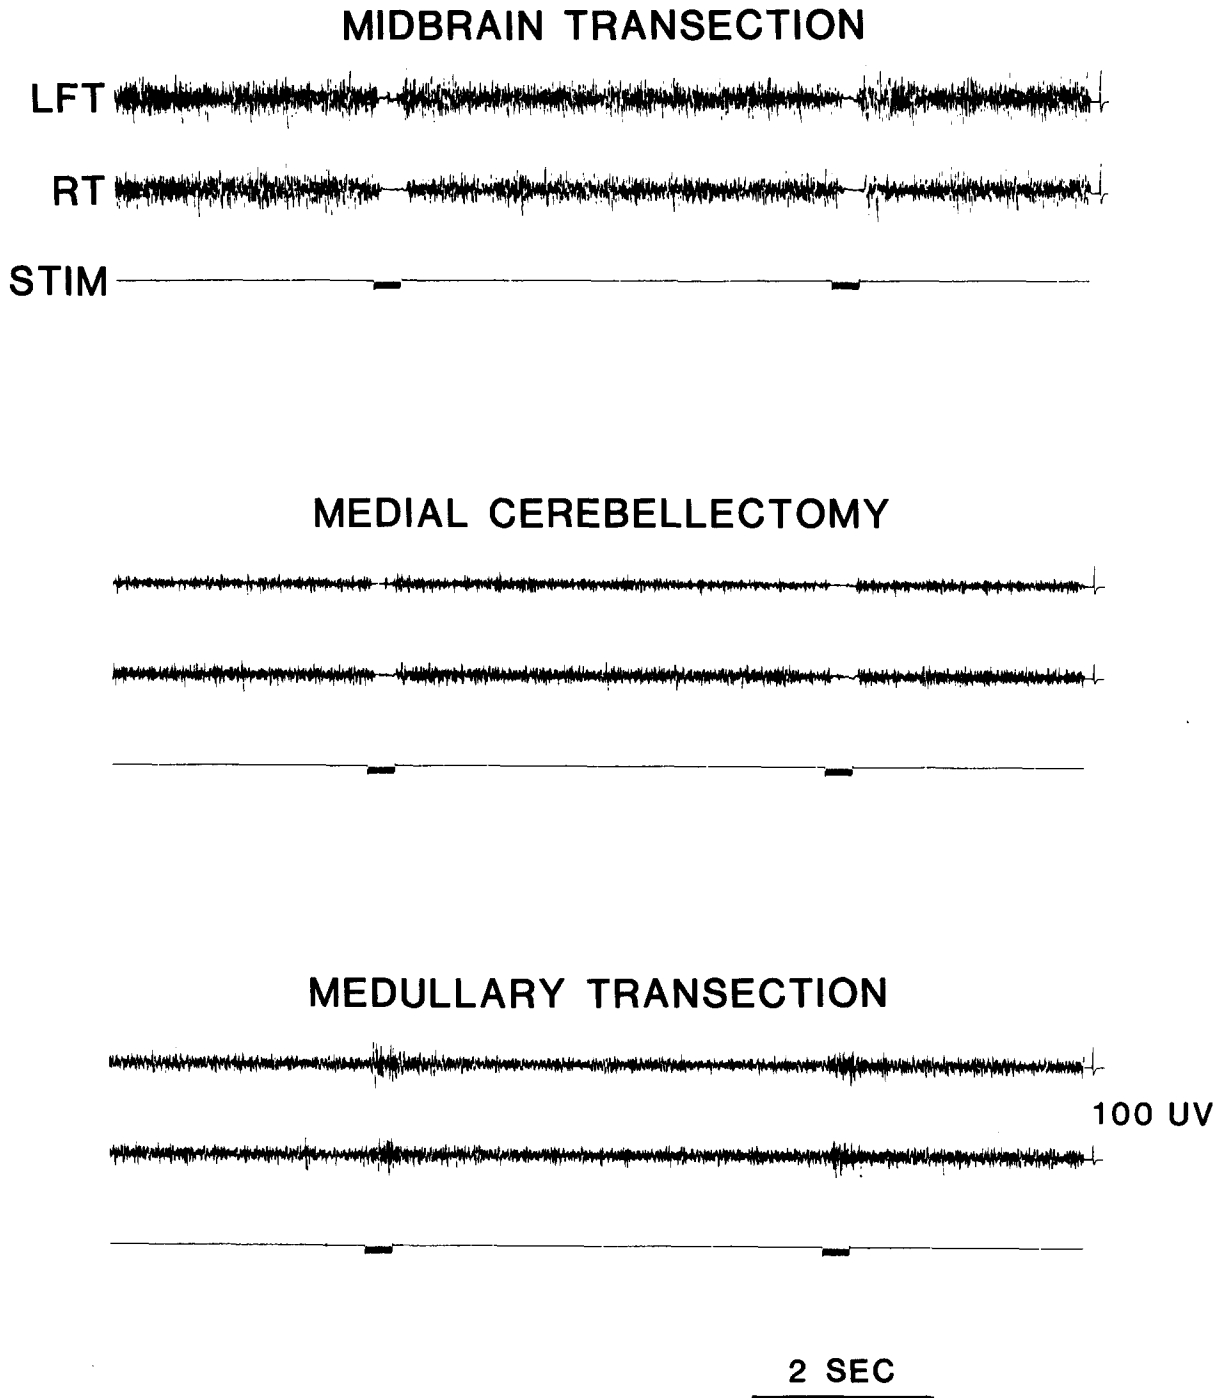 MIDBRAIN TRANSECTION
LFT
RT
STIM
MEDIAL CEREBELLECTOMY
MEDULLARY TRANSECTION
100 UV
2 SEC